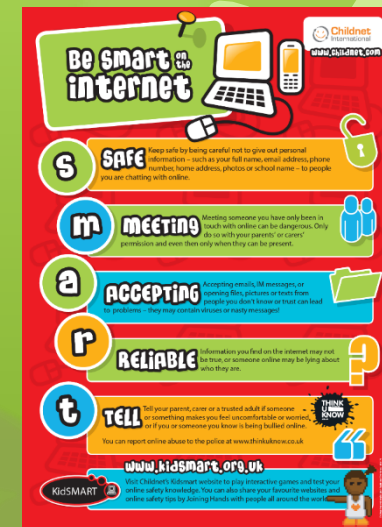 Be smart on the
internet
Childnet
International
www.childnet.com
s
SAFE
Keep safe by being careful not to give out personal
information – such as your full name, email address, phone
number, home address, photos or school name – to people
you are chatting with online.
m
MEETING
Meeting someone you have only been in
touch with online can be dangerous. Only
do so with your parents' or carers'
permission and even then only when they can be present.
a
ACCEPTING
Accepting emails, IM messages, or
opening files, pictures or texts from
people you don't know or trust can lead
to problems – they may contain viruses or nasty messages!
r
RELIABLE
Information you find on the internet may not
be true, or someone online may be lying about
who they are.
t
TELL
Tell your parent, carer or a trusted adult if someone
or something makes you feel uncomfortable or worried,
or if you or someone you know is being bullied online.
You can report online abuse to the police at www.thinkuknow.co.uk
THINK
U
KNOW
www.kidsmart.org.uk
KidSMART
Visit Childnet's Kidsmart website to play interactive games and test your
online safety knowledge. You can also share your favourite websites and
online safety tips by Joining Hands with people all around the world.